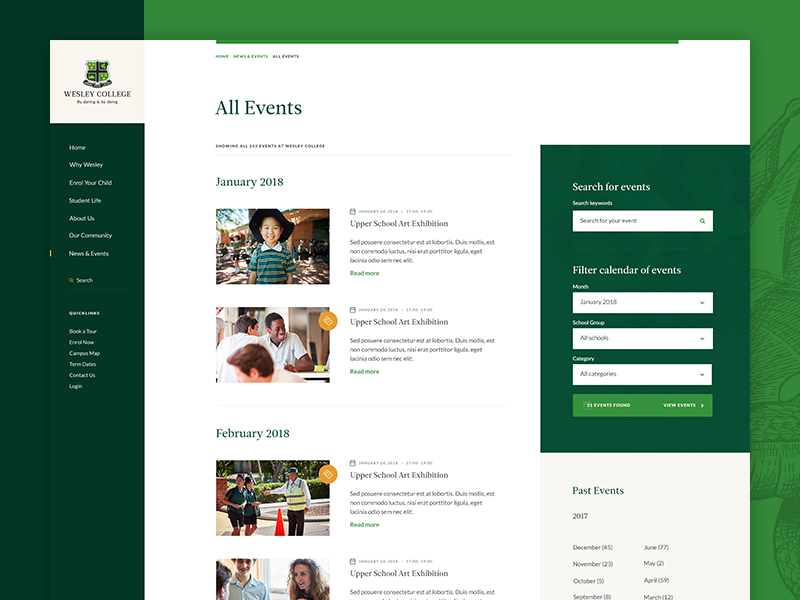 WESLEY COLLEGE
By daring & by doing
Home
Why Wesley
Enrol Your Child
Student Life
About Us
Our Community
News & Events
Search
QUICKLINKS
Book a Tour
Enrol Now
Campus Map
Term Dates
Contact Us
Login
HOME NEWS & EVENTS ALL EVENTS
All Events
SHOWING ALL 253 EVENTS AT WESLEY COLLEGE
January 2018
JANUARY 24, 2018 • 17:00-19:00
Upper School Art Exhibition
Sed posuere consectetur est at lobortis. Duis mollis, est
non commodo luctus, nisi erat porttitor ligula, eget
lacinia odio sem nec elit.
Read more
JANUARY 24, 2018 • 17:00-19:00
Upper School Art Exhibition
Sed posuere consectetur est at lobortis. Duis mollis, est
non commodo luctus, nisi erat porttitor ligula, eget
lacinia odio sem nec elit.
Read more
February 2018
JANUARY 24, 2018 • 17:00-19:00
Upper School Art Exhibition
Sed posuere consectetur est at lobortis. Duis mollis, est
non commodo luctus, nisi erat porttitor ligula, eget
lacinia odio sem nec elit.
Read more
JANUARY 24, 2018 • 17:00-19:00
Upper School Art Exhibition
Sed posuere consectetur est at lobortis. Duis mollis, est
Search for events
Search keywords
Search for your event
Filter calendar of events
Month
January 2018
School Group
All schools
Category
All categories
EVENTS FOUND
VIEW EVENTS
Past Events
2017
December (45)
November (23)
October (5)
September (8)
June (77)
May (2)
April (59)
March (12)